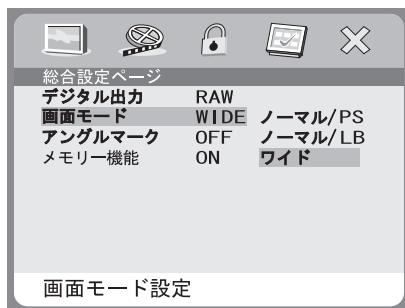 総合設定ページ
デジタル出力 RAW
画面モード WIDE ノーマル/PS
アングルマーク OFF ノーマル/LB
メモリー機能 ON ワイド
画面モード設定